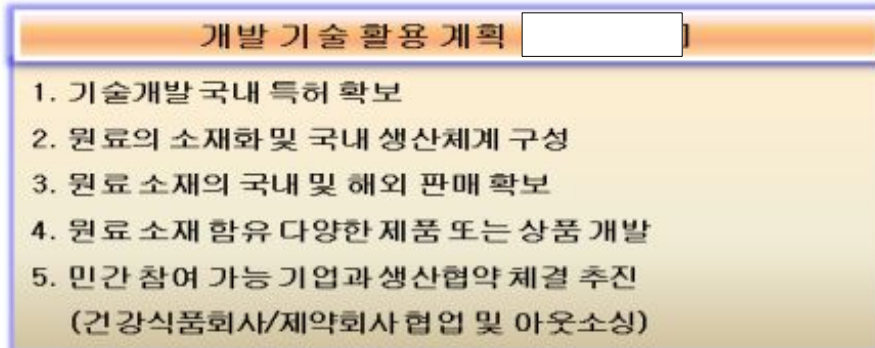 개발 기술 활용 계획
1. 기술개발 국내 특허 확보
2. 원료의 소재화 및 국내 생산체계 구성
3. 원료 소재의 국내 및 해외 판매 확보
4. 원료 소재 함유 다양한 제품 또는 상품 개발
5. 민간 참여 가능 기업과 생산협약 체결 추진
(건강식품회사/제약회사 협업 및 아웃소싱)